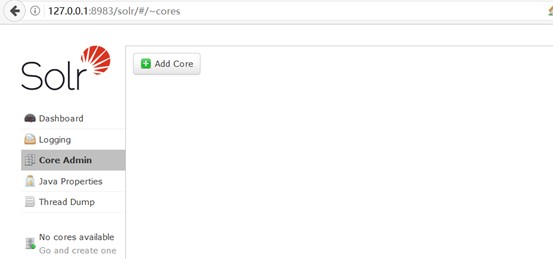 127.0.0.1:8983/solr/#/~cores
Solr
Add Core
Dashboard
Logging
Core Admin
Java Properties
Thread Dump
No cores available
Go and create one